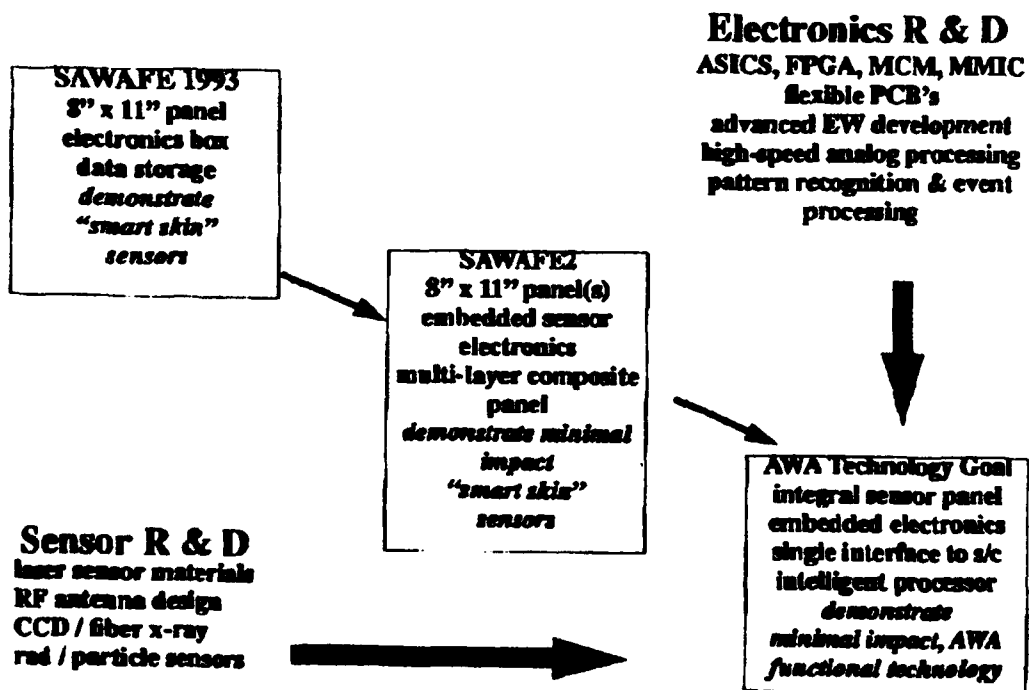 Electronics R & D
ASICS, FPGA, MCM, MMIC
flexible PCB's
advanced EW development
high-speed analog processing
pattern recognition & event
processing
SAWAFE 1993
8" x 11" panel
electronics box
data storage
demonstrate
"smart skin"
sensors
SAWAFE2
8" x 11" panel(s)
embedded sensor
electronics
multi-layer composite
panel
demonstrate minimal
impact
"smart skin"
sensors
Sensor R & D
laser sensor materials
RF antenna design
CCD / fiber x-ray
rad / particle sensors
AWA Technology Goal
integral sensor panel
embedded electronics
single interface to s/c
intelligent processor
demonstrate
minimal impact, AWA
functional technology